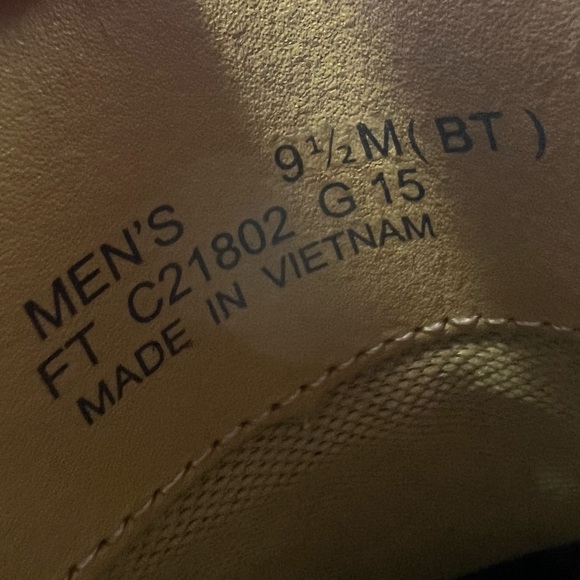 MEN'S 9½M(BT)
FT C21802 G 15
MADE IN VIETNAM